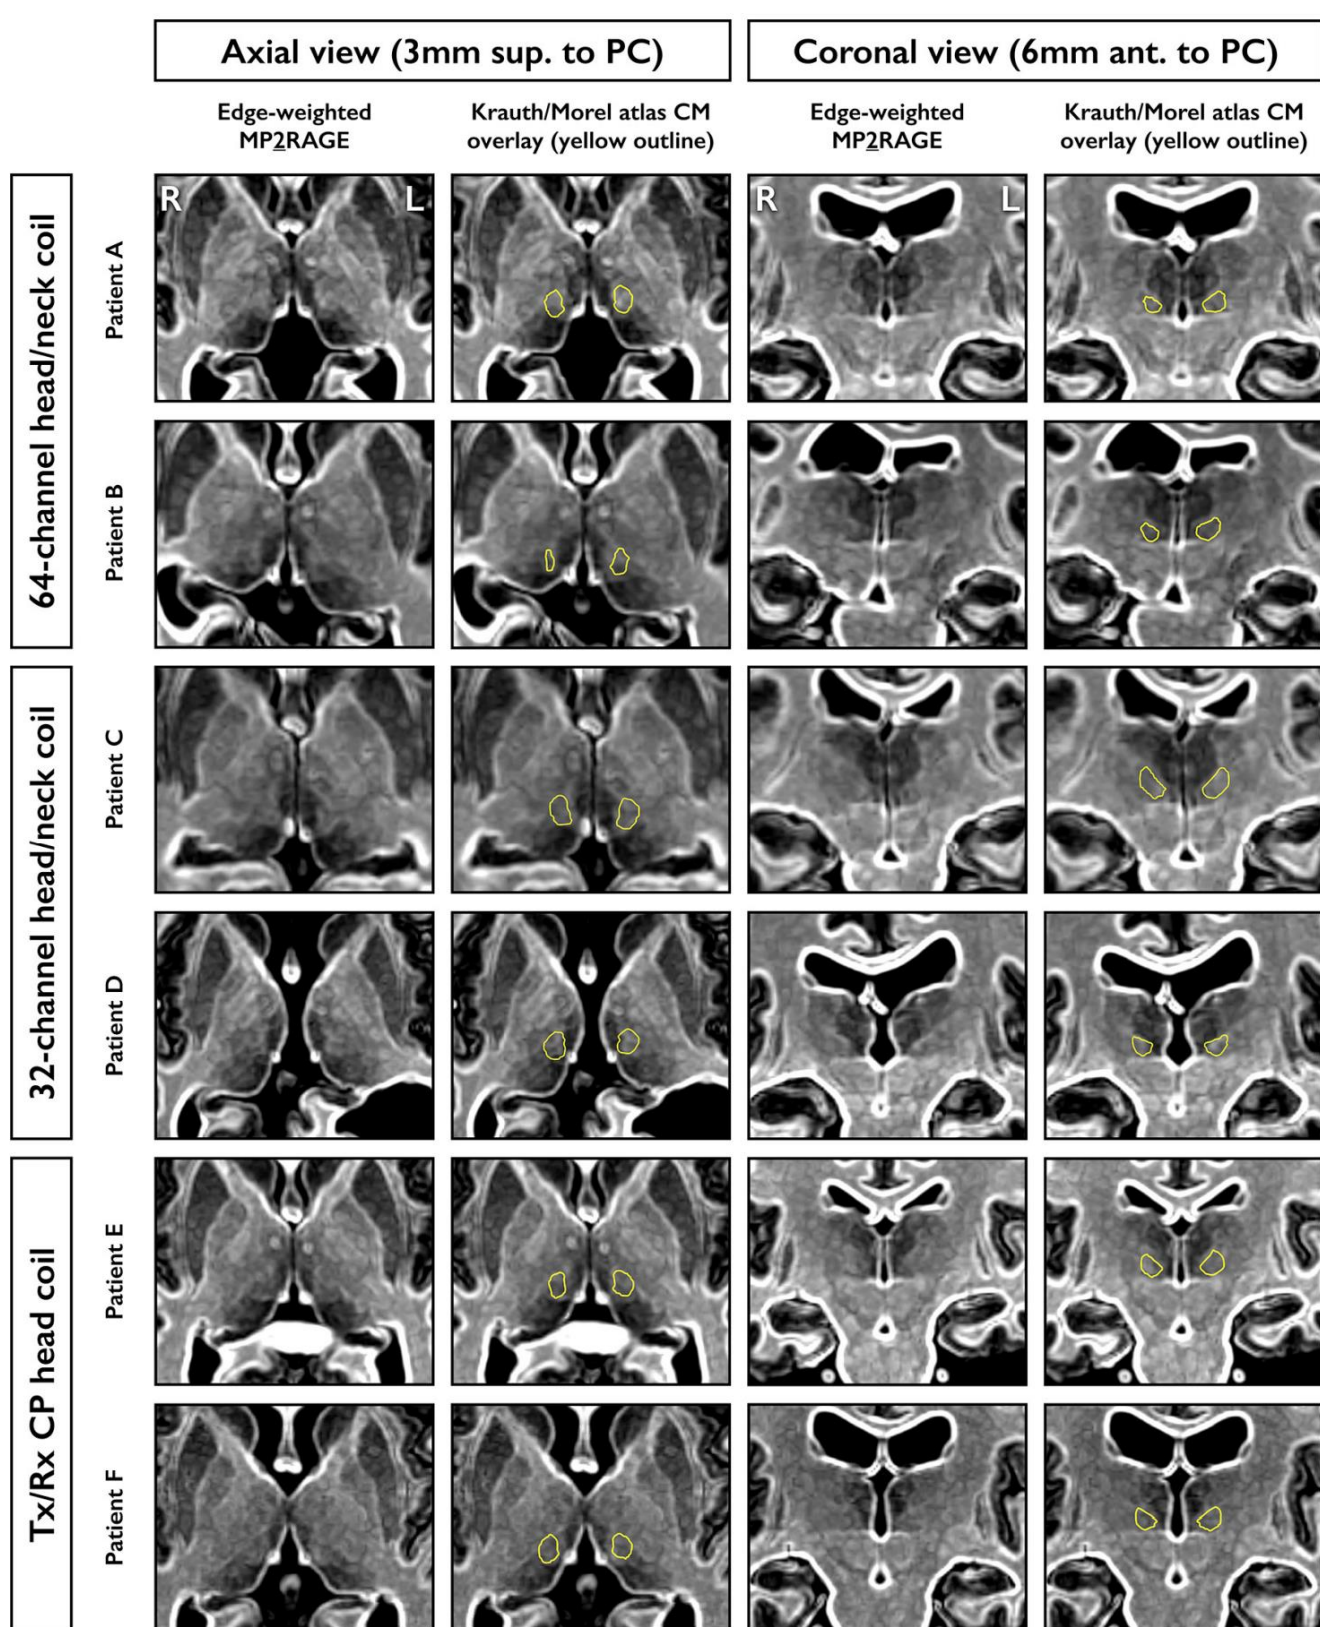 Axial view (3mm sup. to PC)
Coronal view (6mm ant. to PC)
Edge-weighted
MP2RAGE
Krauth/Morel atlas CM
overlay (yellow outline)
Edge-weighted
MP2RAGE
Krauth/Morel atlas CM
overlay (yellow outline)
64-channel head/neck coil
Patient A
R
L
R
L
Patient B
32-channel head/neck coil
Patient C
Patient D
Tx/Rx CP head coil
Patient E
Patient F